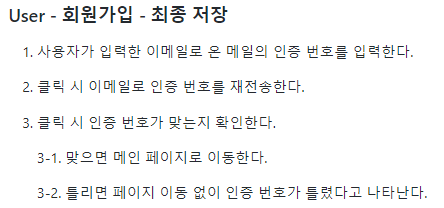 User - 회원가입 - 최종 저장
1. 사용자가 입력한 이메일로 온 메일의 인증 번호를 입력한다.
2. 클릭 시 이메일로 인증 번호를 재전송한다.
3. 클릭 시 인증 번호가 맞는지 확인한다.
3-1. 맞으면 메인 페이지로 이동한다.
3-2. 틀리면 페이지 이동 없이 인증 번호가 틀렸다고 나타난다.